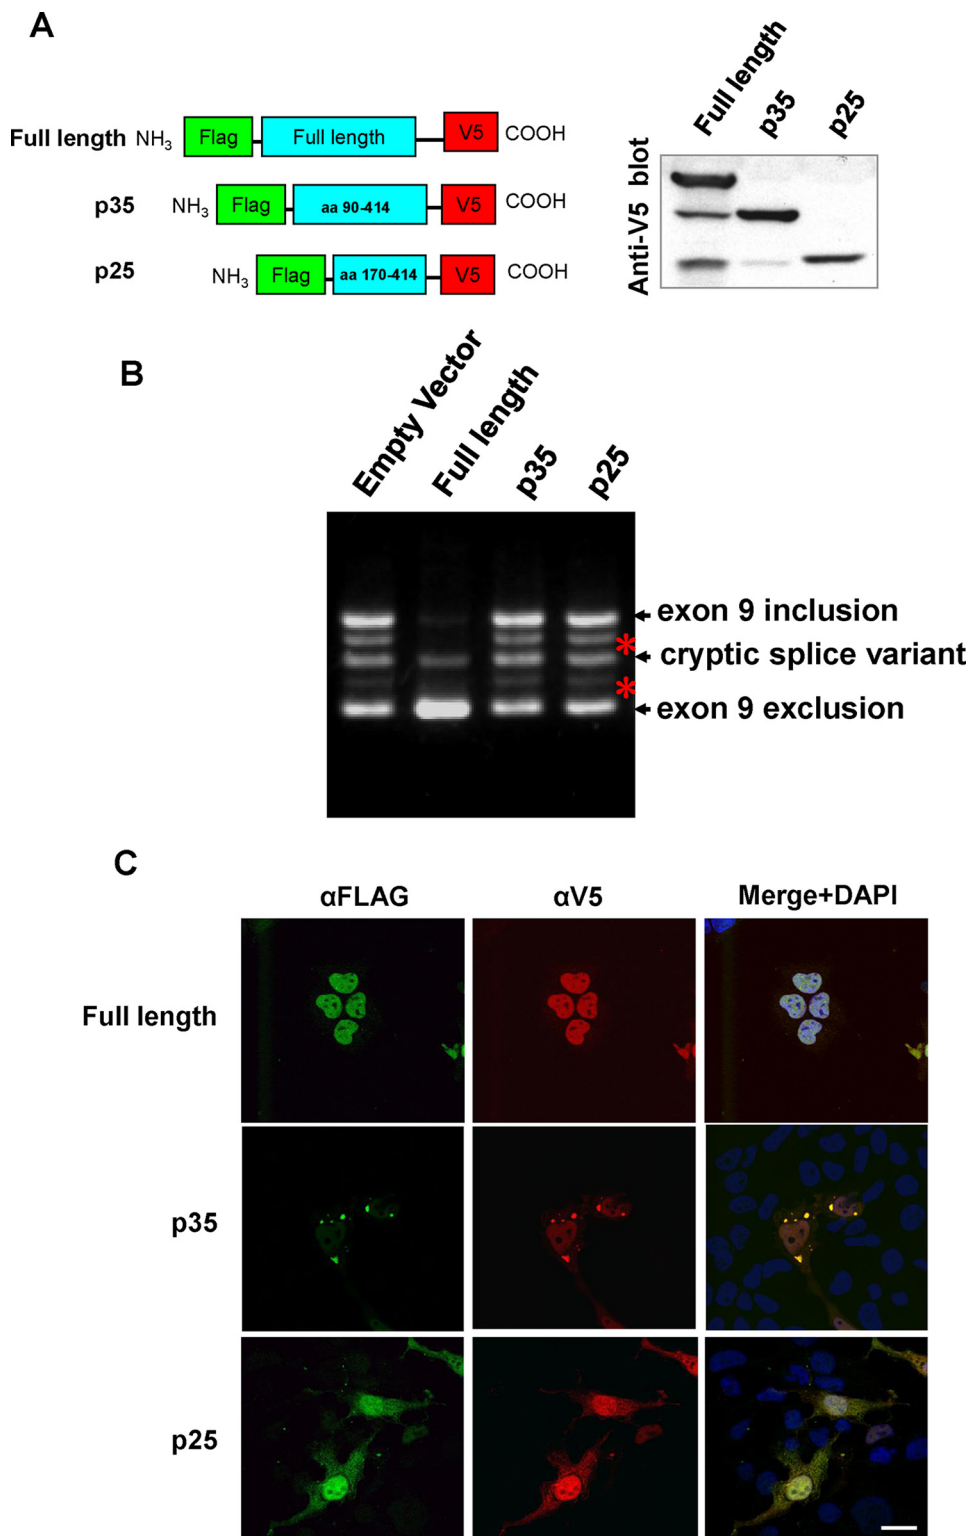 A
Full length NH3 Flag Full length V5 COOH
p35 NH3 Flag aa 90-414 V5 COOH
p25 NH3 Flag aa 170-414 V5 COOH
Full length
p35
p25
Anti-V5 blot
B
Empty Vector
Full length
p35
p25
exon 9 inclusion
*
cryptic splice variant
*
exon 9 exclusion
C
αFLAG αV5 Merge+DAPI
Full length
p35
p25